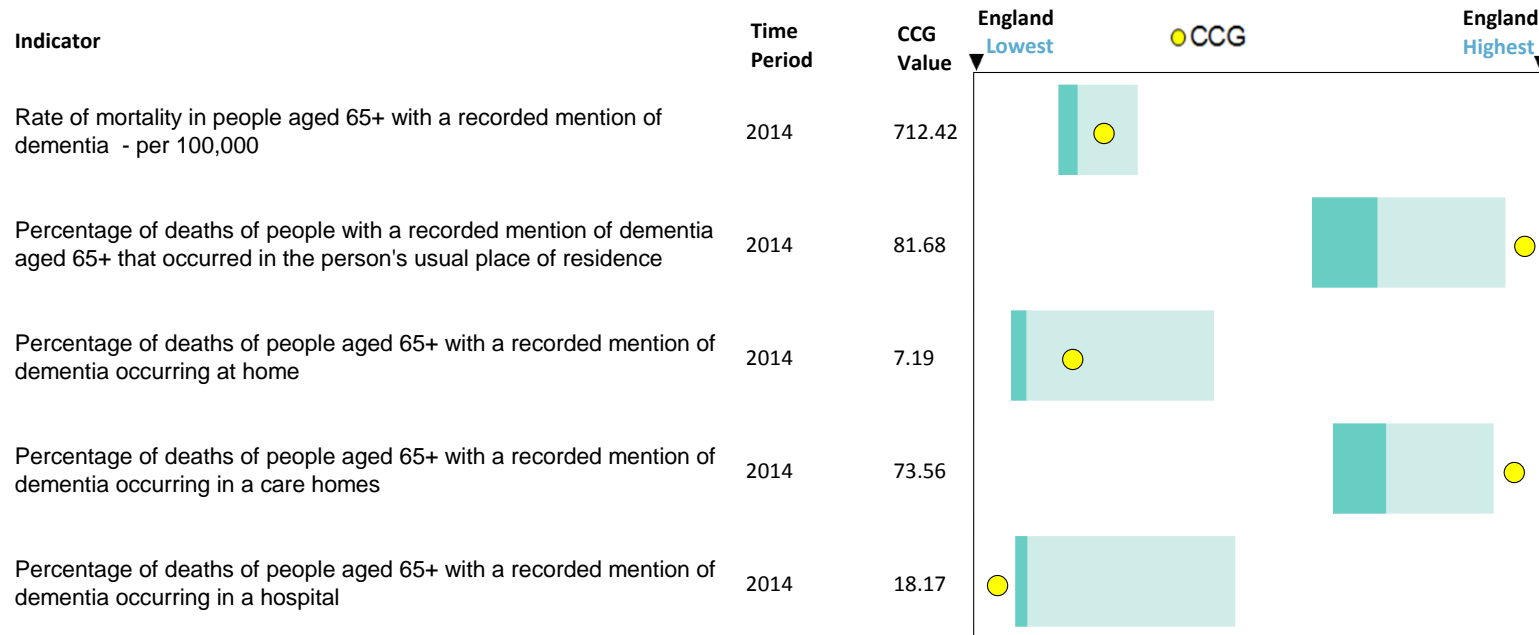 Indicator
Time
Period
CCG
Value
England
Lowest
CCG
England
Highest
Rate of mortality in people aged 65+ with a recorded mention of
dementia - per 100,000
2014
712.42
Percentage of deaths of people with a recorded mention of dementia
aged 65+ that occurred in the person's usual place of residence
2014
81.68
Percentage of deaths of people aged 65+ with a recorded mention of
dementia occurring at home
2014
7.19
Percentage of deaths of people aged 65+ with a recorded mention of
dementia occurring in a care homes
2014
73.56
Percentage of deaths of people aged 65+ with a recorded mention of
dementia occurring in a hospital
2014
18.17